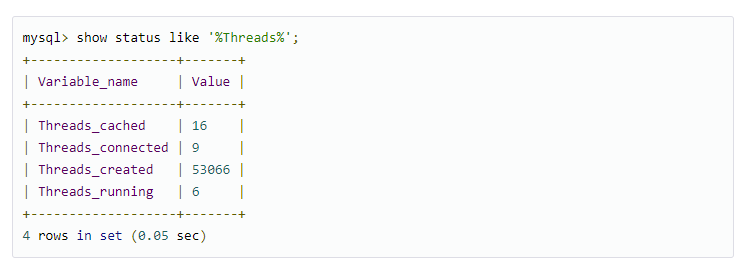 mysql> show status like '%Threads%';
+-------------------+-------+
| Variable_name     | Value |
+-------------------+-------+
| Threads_cached    | 16    |
| Threads_connected | 9     |
| Threads_created   | 53066 |
| Threads_running   | 6     |
+-------------------+-------+
4 rows in set (0.05 sec)